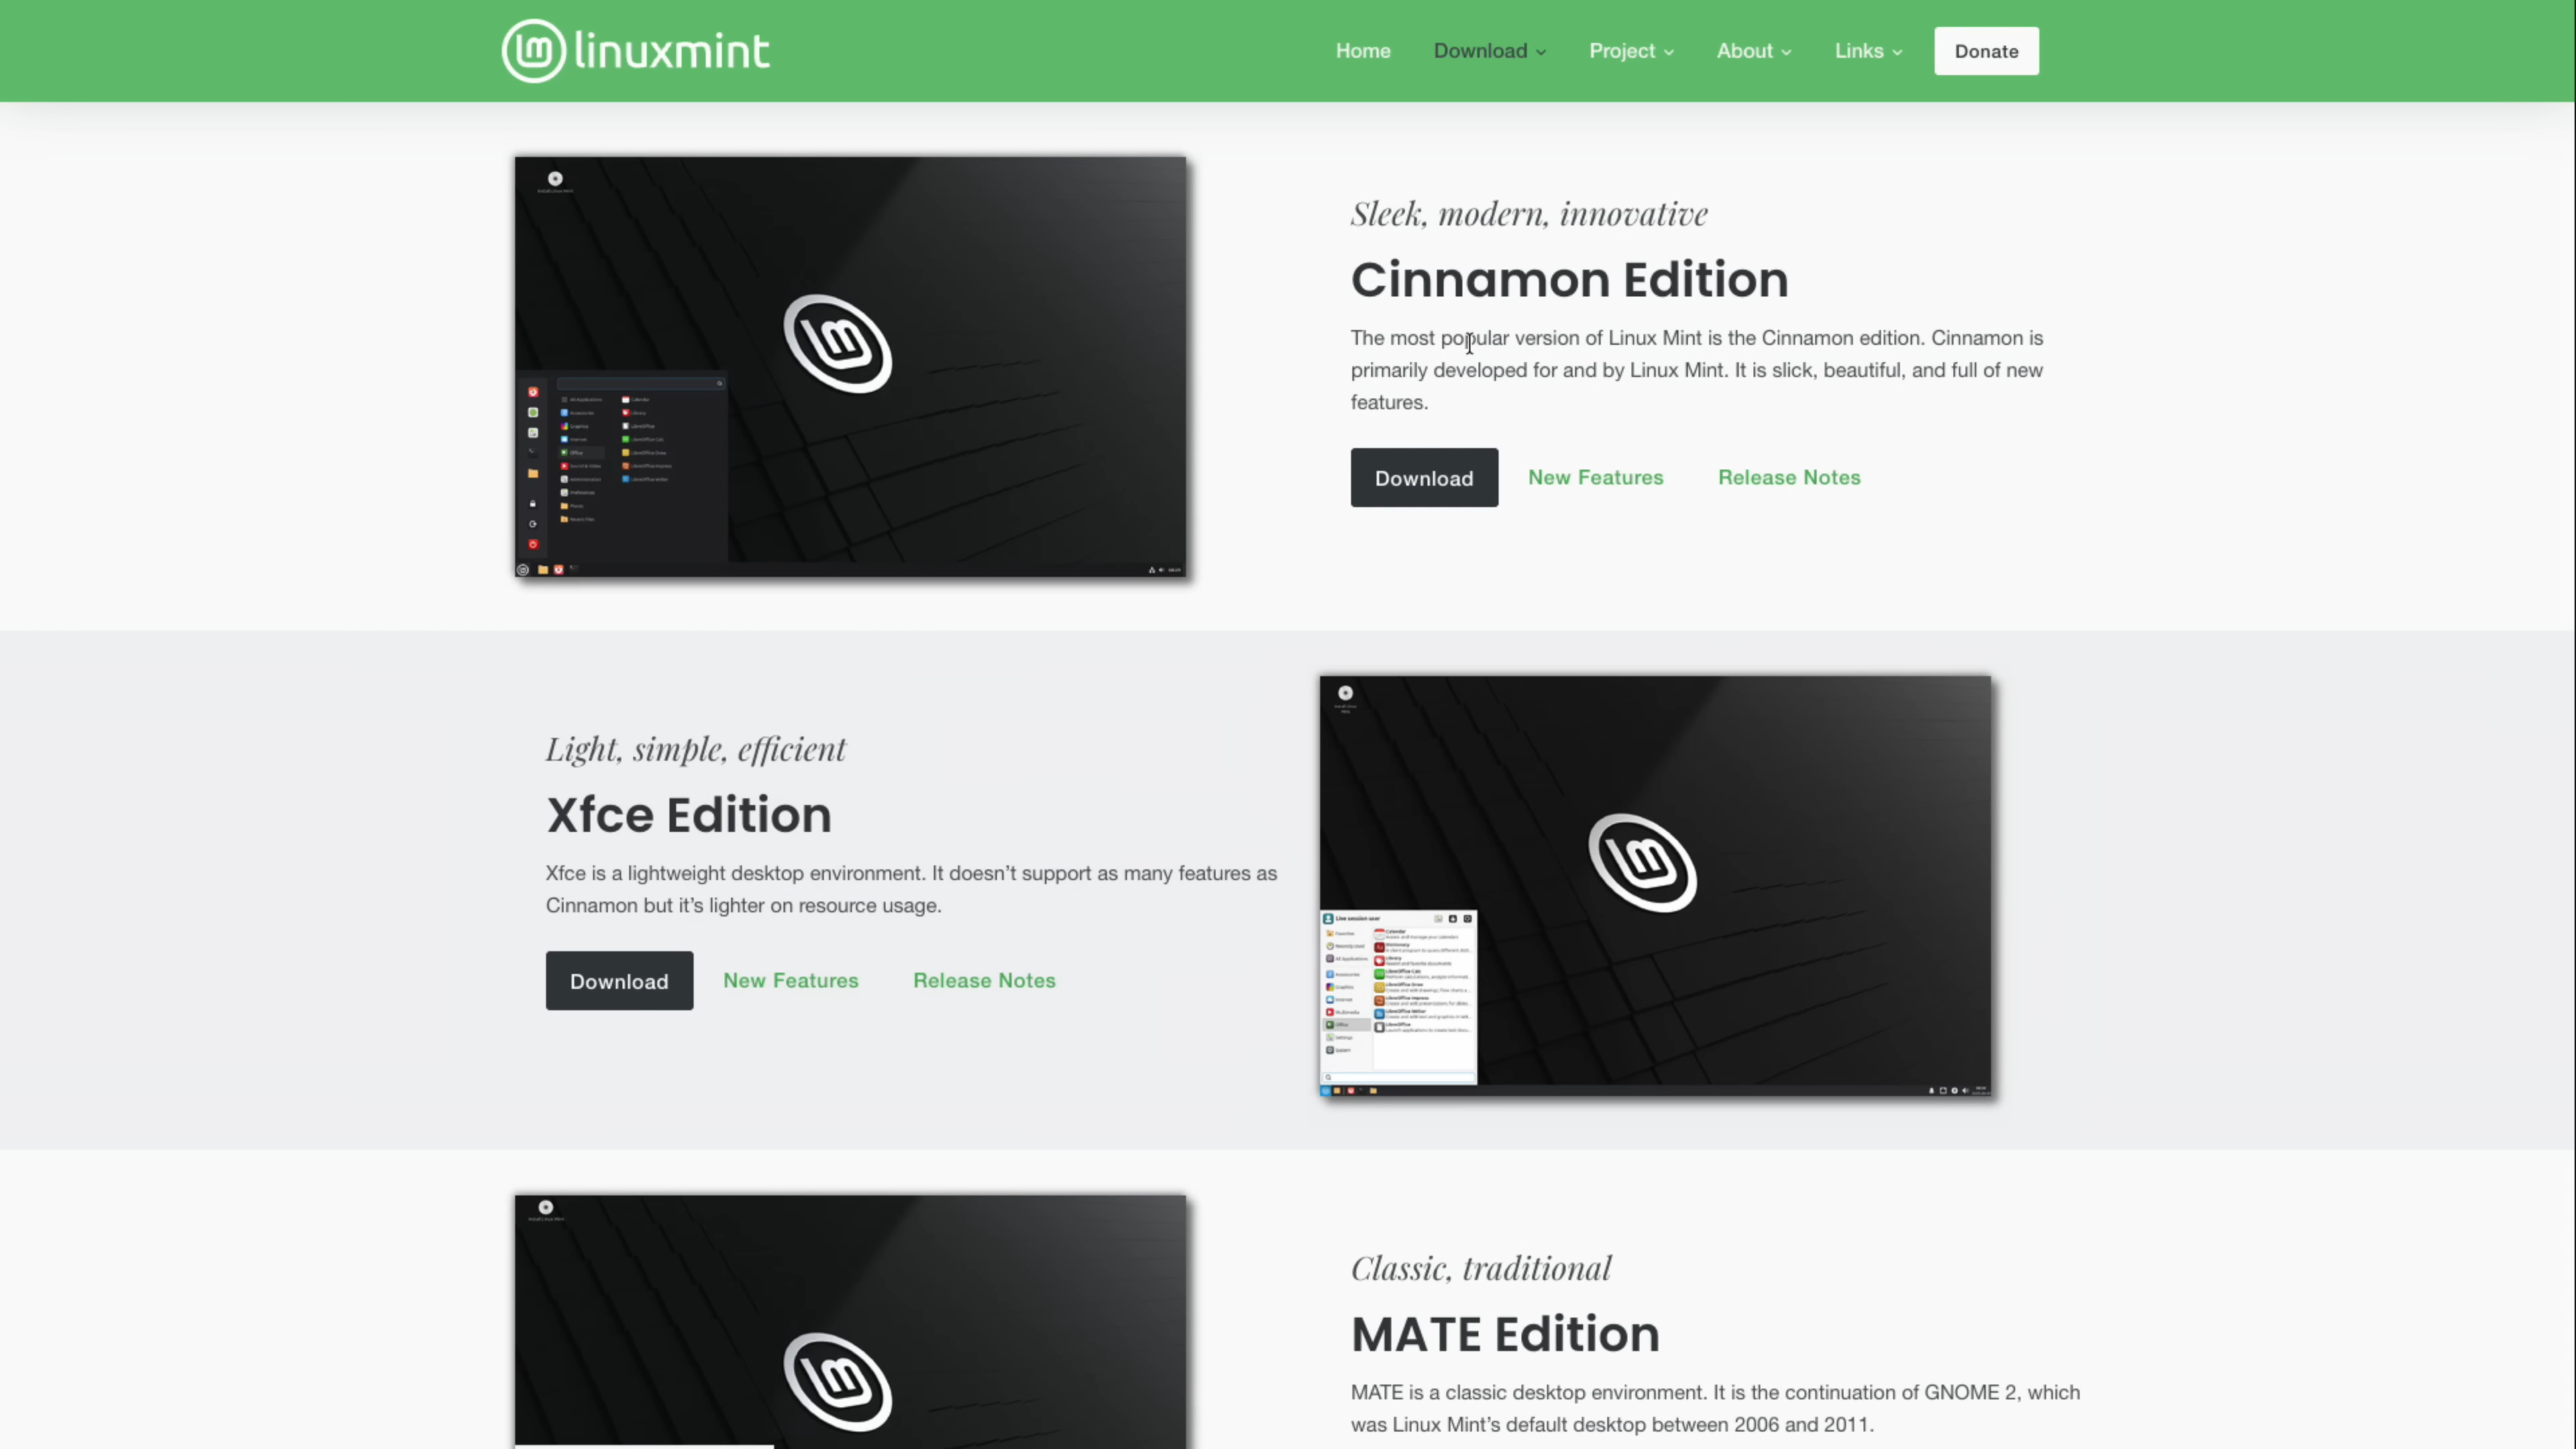 linuxmint
Home
Download
Project
About
Links
Donate
Sleek, modern, innovative
Cinnamon Edition
The most popular version of Linux Mint is the Cinnamon edition. Cinnamon is
primarily developed for and by Linux Mint. It is slick, beautiful, and full of new
features.
Download
New Features
Release Notes
Light, simple, efficient
Xfce Edition
Xfce is a lightweight desktop environment. It doesn’t support as many features as
Cinnamon but it’s lighter on resource usage.
Download
New Features
Release Notes
Classic, traditional
MATE Edition
MATE is a classic desktop environment. It is the continuation of GNOME 2, which
was Linux Mint’s default desktop between 2006 and 2011.